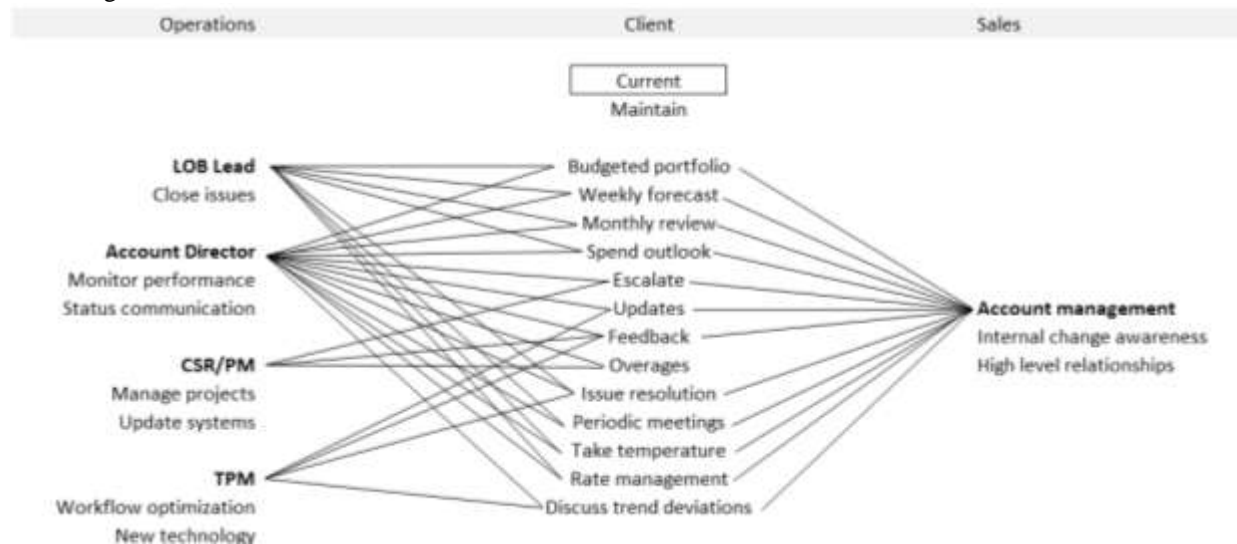 Operations Client Sales
Current
Maintain
LOB Lead Budgeted portfolio
Close issues Weekly forecast
Monthly review
Account Director Spend outlook
Monitor performance Escalate
Status communication Updates Account management
Feedback Internal change awareness
CSR/PM Overages High level relationships
Manage projects Issue resolution
Update systems Periodic meetings
Take temperature
TPM Rate management
Workflow optimization Discuss trend deviations
New technology